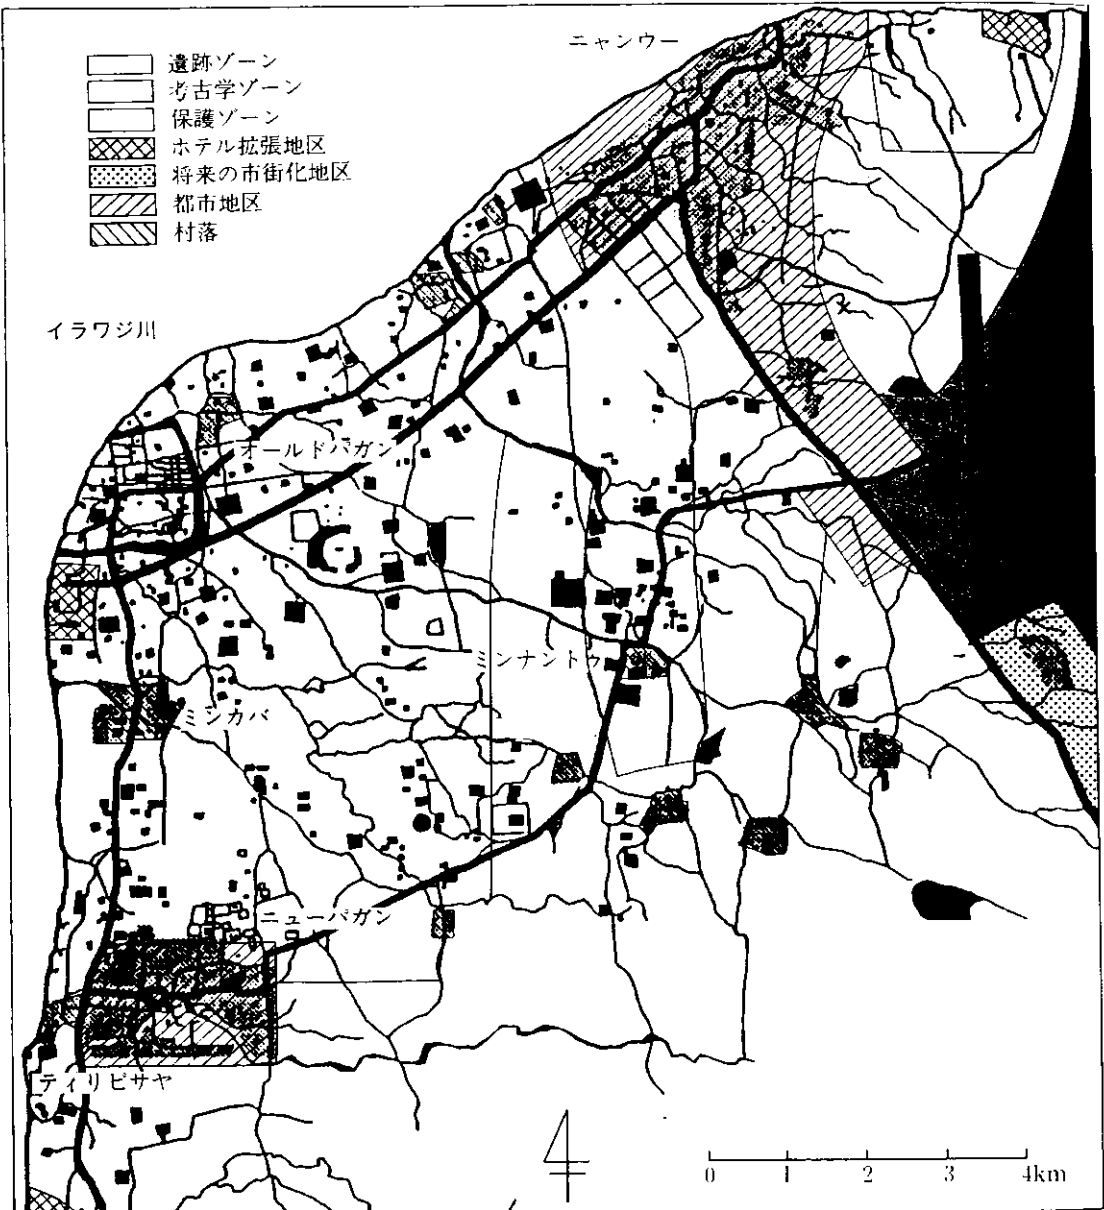 ニャンウー
遺跡ゾーン
考古学ゾーン
保護ゾーン
ホテル拡張地区
将来の市街化地区
都市地区
村落
イラワジ川
オールドパガン
ミンナントゥ
ミンカバ
ニューパガン
ティリピサヤ
0 1 2 3 4km